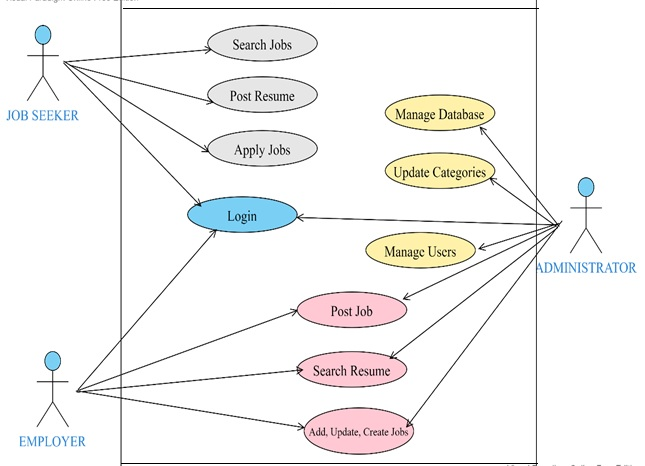 Search Jobs
JOB SEEKER
Post Resume
Manage Database
Apply Jobs
Update Categories
Login
Manage Users
ADMINISTRATOR
Post Job
Search Resume
EMPLOYER
Add, Update, Create Jobs